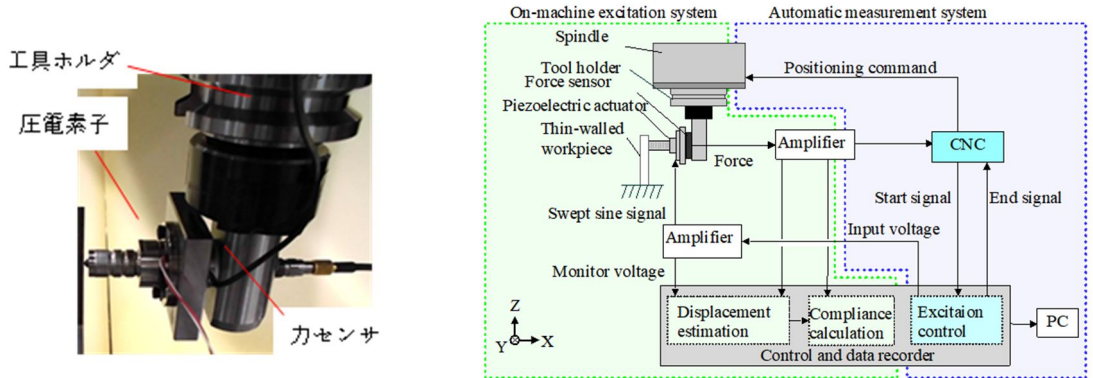 工具ホルダ
圧電素子
力センサ
On-machine excitation system
Automatic measurement system
Spindle
Tool holder
Force sensor
Piezoelectric actuator
Thin-walled
workpiece
Positioning command
Force
Amplifier
CNC
Swept sine signal
Start signal
End signal
Amplifier
Input voltage
Monitor voltage
Displacement
estimation
Compliance
calculation
Excitaion
control
PC
Control and data recorder
Z
Y
X